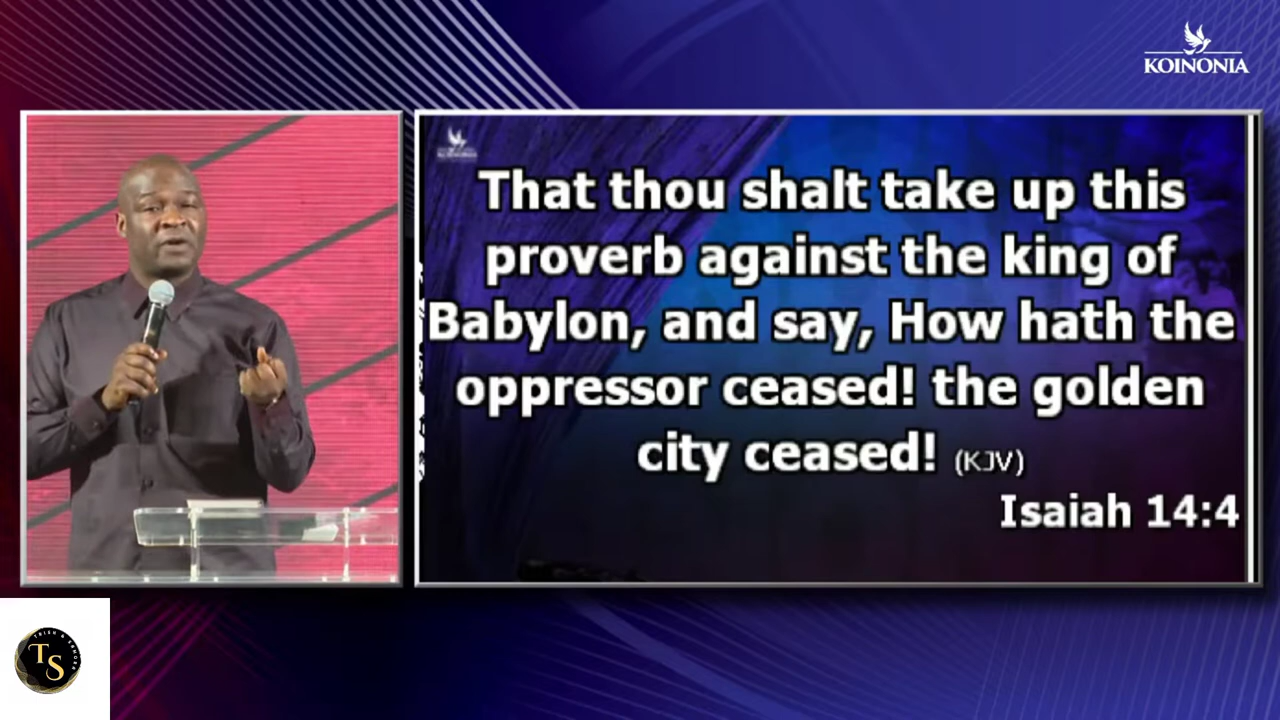 KOINONIA
KOINONIA
That thou shalt take up this
proverb against the king of
Babylon, and say, How hath the
oppressor ceased! the golden
city ceased! (KJV)
Isaiah 14:4
TS